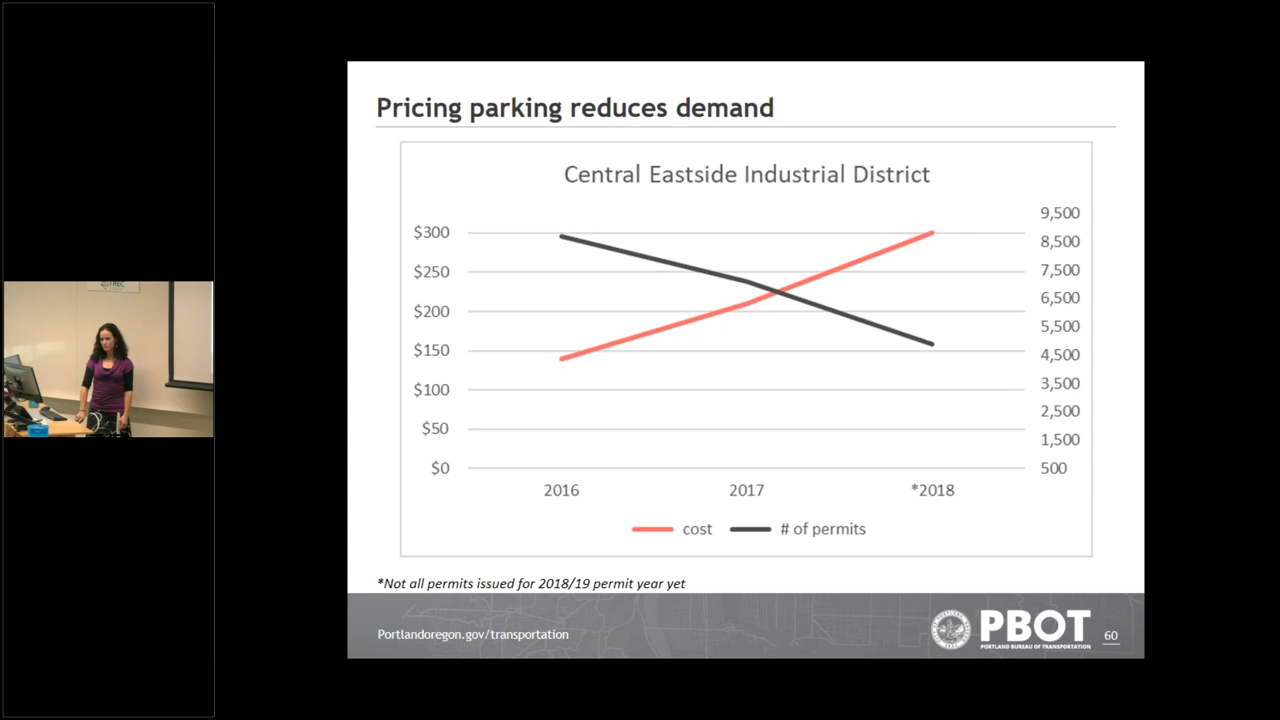 TREC
Pricing parking reduces demand
Central Eastside Industrial District
$300
$250
$200
$150
$100
$50
$0
9,500
8,500
7,500
6,500
5,500
4,500
3,500
2,500
1,500
500
2016 2017 *2018
cost # of permits
*Not all permits issued for 2018/19 permit year yet
Portlandoregon.gov/transportation
PBOT
PORTLAND BUREAU OF TRANSPORTATION
60